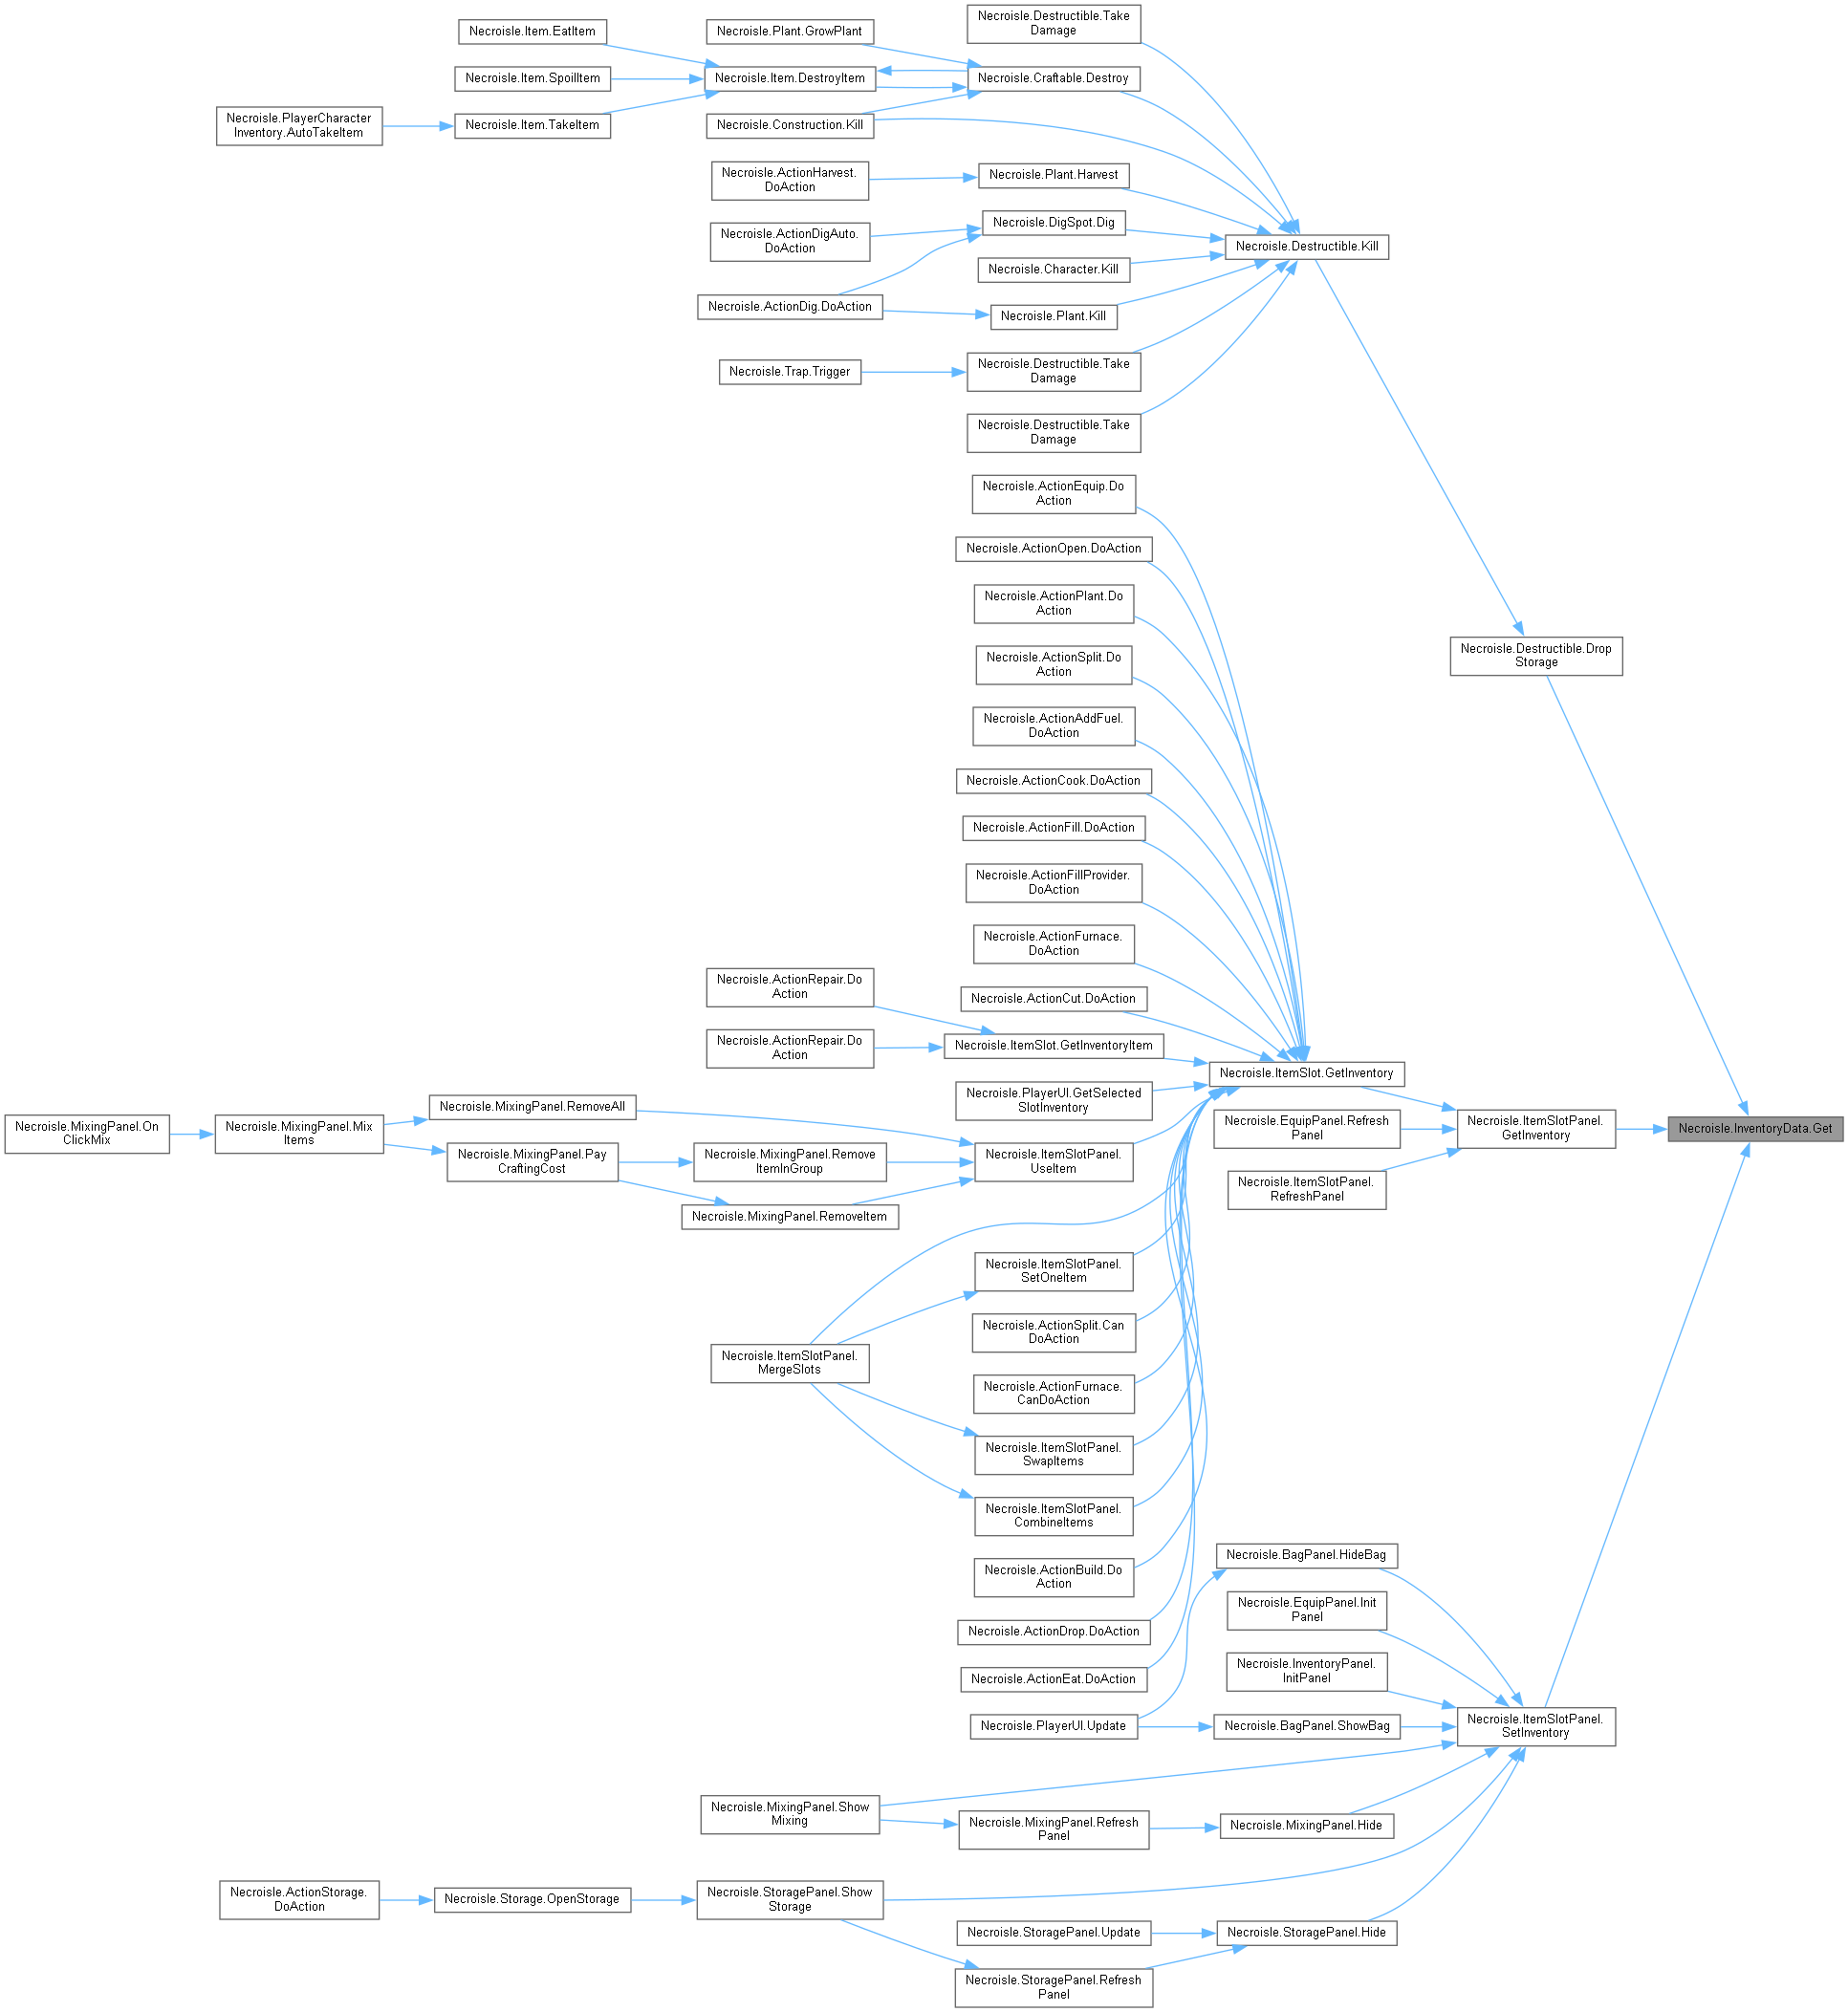 Necroisle.Destructible.Take
Damage
Necroisle.Item.EatItem
Necroisle.Plant.GrowPlant
Necroisle.Item.SpoilItem
Necroisle.Item.DestroyItem
Necroisle.Craftable.Destroy
Necroisle.PlayerCharacter
Inventory.AutoTakeItem
Necroisle.Item.TakeItem
Necroisle.Construction.Kill
Necroisle.ActionHarvest.
DoAction
Necroisle.Plant.Harvest
Necroisle.ActionDigAuto.
DoAction
Necroisle.DigSpot.Dig
Necroisle.Destructible.Kill
Necroisle.Character.Kill
Necroisle.ActionDig.DoAction
Necroisle.Plant.Kill
Necroisle.Trap.Trigger
Necroisle.Destructible.Take
Damage
Necroisle.Destructible.Take
Damage
Necroisle.ActionEquip.Do
Action
Necroisle.ActionOpen.DoAction
Necroisle.ActionPlant.Do
Action
Necroisle.ActionSplit.Do
Action
Necroisle.Destructible.Drop
Storage
Necroisle.ActionAddFuel.
DoAction
Necroisle.ActionCook.DoAction
Necroisle.ActionFill.DoAction
Necroisle.ActionFillProvider.
DoAction
Necroisle.ActionFurnace.
DoAction
Necroisle.ActionRepair.Do
Action
Necroisle.ActionCut.DoAction
Necroisle.ActionRepair.Do
Action
Necroisle.ItemSlot.GetInventoryItem
Necroisle.ItemSlot.GetInventory
Necroisle.PlayerUI.GetSelected
SlotInventory
Necroisle.MixingPanel.RemoveAll
Necroisle.MixingPanel.On
ClickMix
Necroisle.MixingPanel.Mix
Items
Necroisle.EquipPanel.Refresh
Panel
Necroisle.ItemSlotPanel.
GetInventory
Necroisle.InventoryData.Get
Necroisle.MixingPanel.Pay
CraftingCost
Necroisle.MixingPanel.Remove
ItemInGroup
Necroisle.ItemSlotPanel.
UseItem
Necroisle.ItemSlotPanel.
RefreshPanel
Necroisle.MixingPanel.RemoveItem
Necroisle.ItemSlotPanel.
SetOneItem
Necroisle.ActionSplit.Can
DoAction
Necroisle.ItemSlotPanel.
MergeSlots
Necroisle.ActionFurnace.
CanDoAction
Necroisle.ItemSlotPanel.
SwapItems
Necroisle.ItemSlotPanel.
CombineItems
Necroisle.BagPanel.HideBag
Necroisle.ActionBuild.Do
Action
Necroisle.EquipPanel.Init
Panel
Necroisle.ActionDrop.DoAction
Necroisle.InventoryPanel.
InitPanel
Necroisle.ActionEat.DoAction
Necroisle.PlayerUI.Update
Necroisle.BagPanel.ShowBag
Necroisle.ItemSlotPanel.
SetInventory
Necroisle.MixingPanel.Show
Mixing
Necroisle.MixingPanel.Refresh
Panel
Necroisle.MixingPanel.Hide
Necroisle.ActionStorage.
DoAction
Necroisle.Storage.OpenStorage
Necroisle.StoragePanel.Show
Storage
Necroisle.StoragePanel.Update
Necroisle.StoragePanel.Hide
Necroisle.StoragePanel.Refresh
Panel